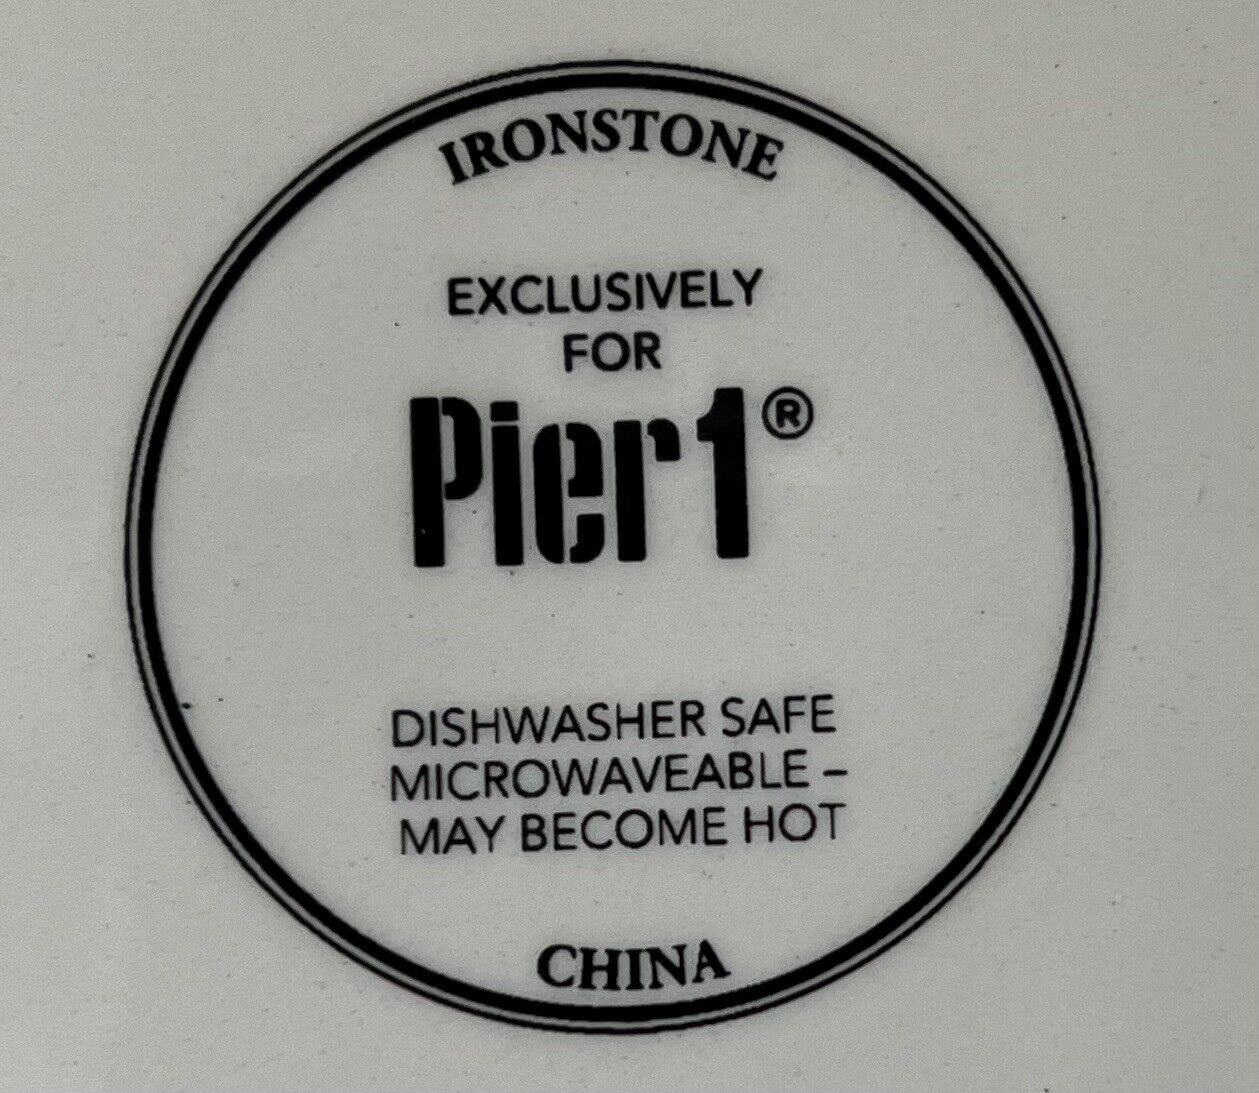 IRONSTONE
EXCLUSIVELY
FOR
Pier1®
DISHWASHER SAFE
MICROWAVEABLE –
MAY BECOME HOT
CHINA